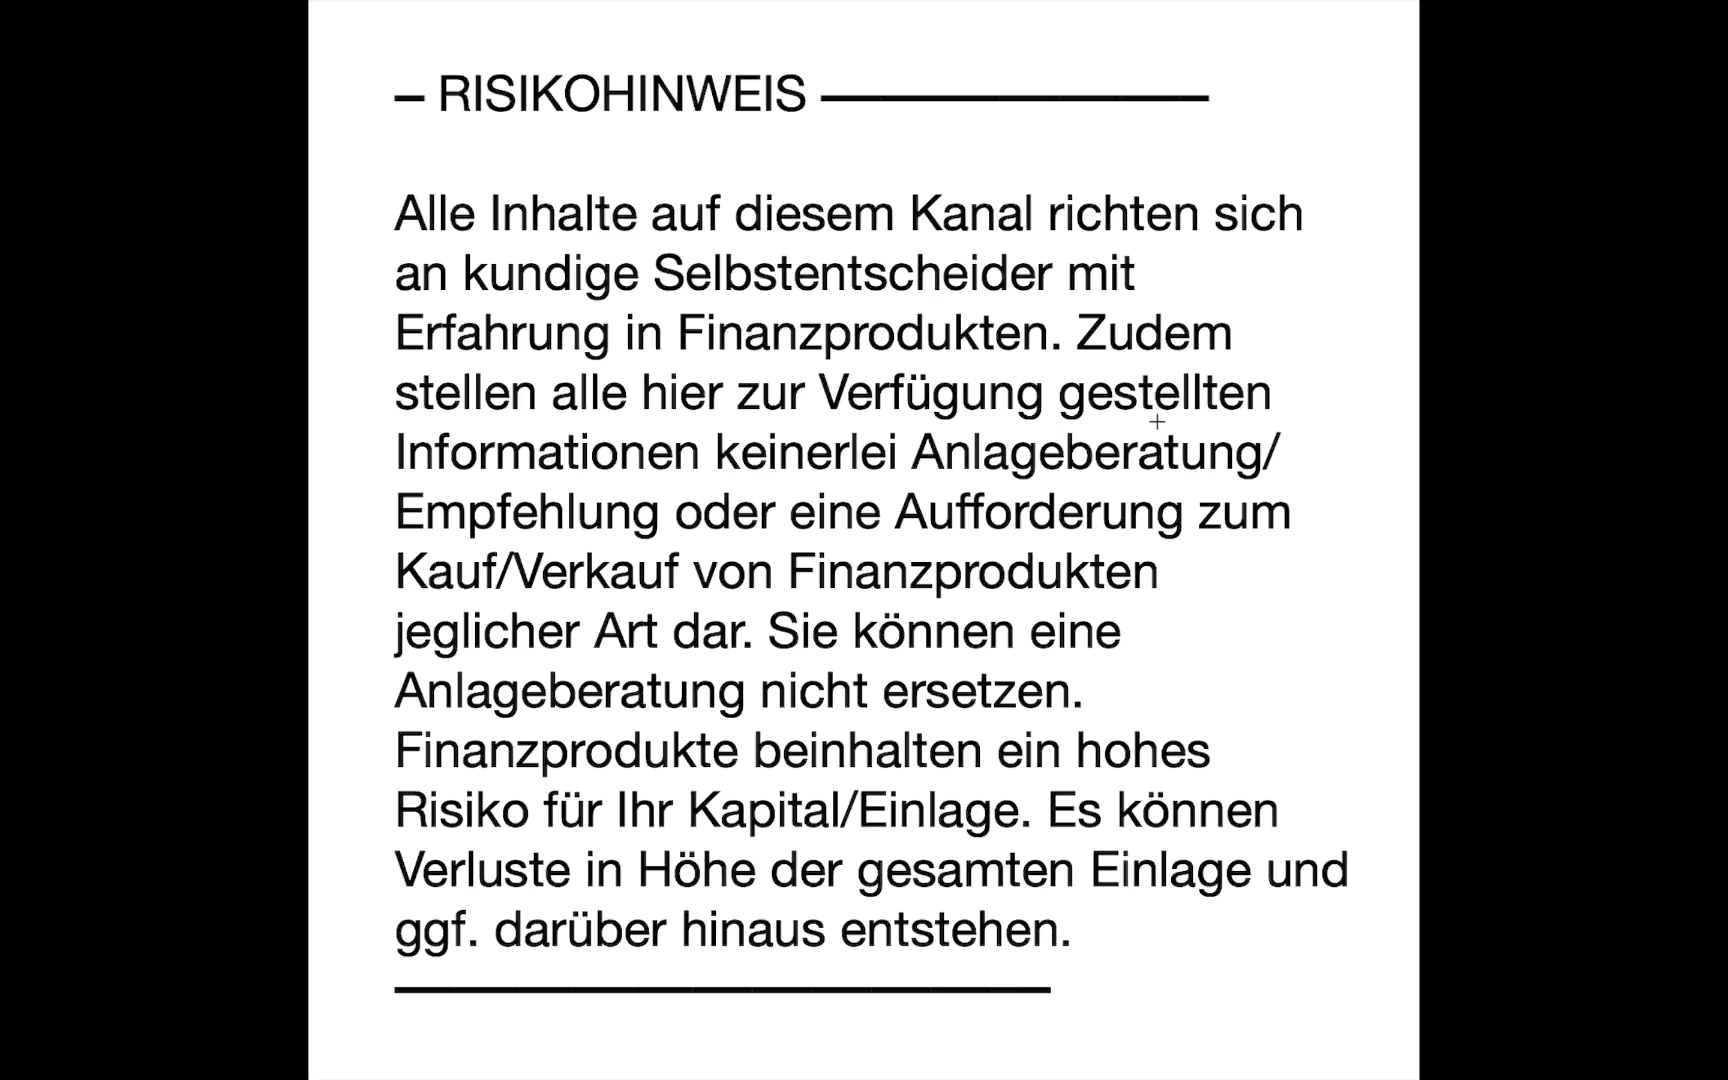 – RISIKOHINWEIS —————————
Alle Inhalte auf diesem Kanal richten sich
an kundige Selbstentscheider mit
Erfahrung in Finanzprodukten. Zudem
stellen alle hier zur Verfügung gestellten
Informationen keinerlei Anlageberatung/
Empfehlung oder eine Aufforderung zum
Kauf/Verkauf von Finanzprodukten
jeglicher Art dar. Sie können eine
Anlageberatung nicht ersetzen.
Finanzprodukte beinhalten ein hohes
Risiko für Ihr Kapital/Einlage. Es können
Verluste in Höhe der gesamten Einlage und
ggf. darüber hinaus entstehen.